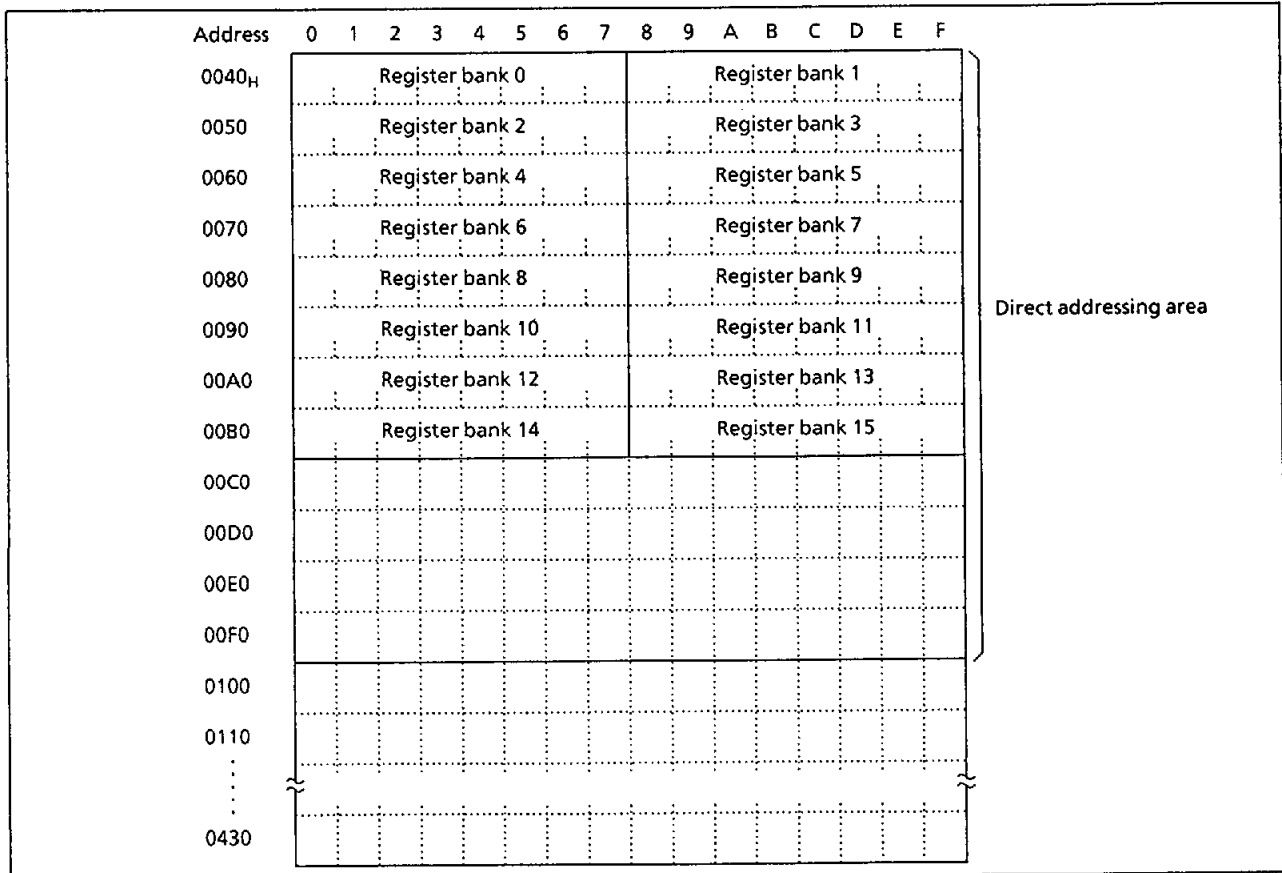 Address 0 1 2 3 4 5 6 7 8 9 A B C D E F
0040H Register bank 0 Register bank 1
0050 Register bank 2 Register bank 3
0060 Register bank 4 Register bank 5
0070 Register bank 6 Register bank 7
0080 Register bank 8 Register bank 9
0090 Register bank 10 Register bank 11
00A0 Register bank 12 Register bank 13
00B0 Register bank 14 Register bank 15
00C0
00D0
00E0
00F0
0100
0110
0430
Direct addressing area